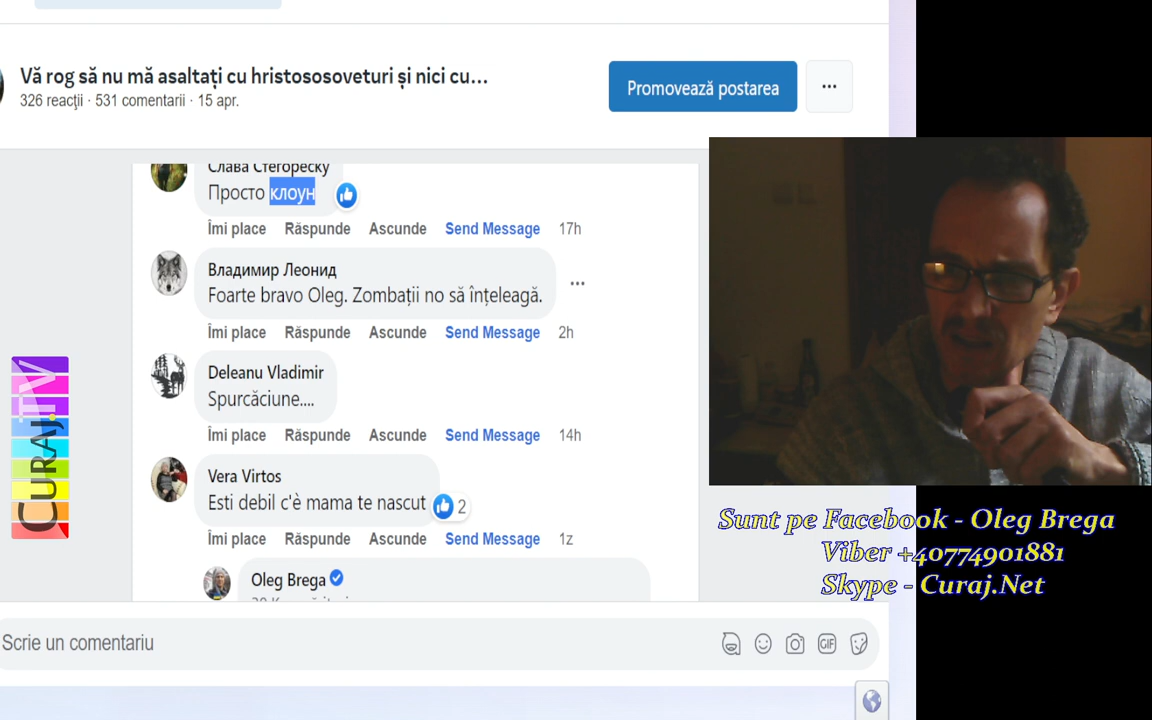 Vă rog să nu mă asaltați cu hristososoveturi și nici cu...
326 reacții · 531 comentarii · 15 apr.
Promovează postarea
Слава Стегореску
Просто клоун
Îmi place Răspunde Ascunde Send Message 17h
Владимир Леонид
Foarte bravo Oleg. Zombații no să înțeleagă.
Îmi place Răspunde Ascunde Send Message 2h
Deleanu Vladimir
Spurcăciune....
Îmi place Răspunde Ascunde Send Message 14h
Vera Virtos
Esti debil c'è mama te nascut
2
Îmi place Răspunde Ascunde Send Message 1z
Oleg Brega
Scrie un comentariu
GIF
CURAJ.TV
Sunt pe Facebook - Oleg Brega
Viber +40774901881
Skype - Curaj.Net